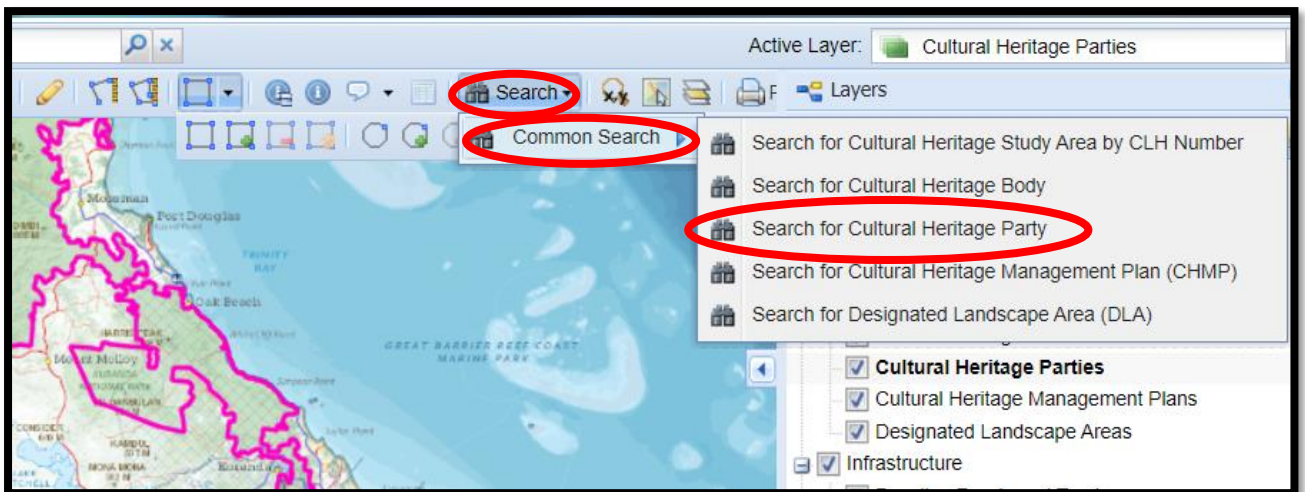 Active Layer: Cultural Heritage Parties
Search
Layers
Common Search
Search for Cultural Heritage Study Area by CLH Number
Search for Cultural Heritage Body
Search for Cultural Heritage Party
Search for Cultural Heritage Management Plan (CHMP)
Search for Designated Landscape Area (DLA)
Cultural Heritage Parties
Cultural Heritage Management Plans
Designated Landscape Areas
Infrastructure
Mossman
Port Douglas
TRINITY
BAY
Oak Beach
GREAT BARRIER REEF COAST
MARINE PARK
Mount Molloy
MONA MONA
Kuranda